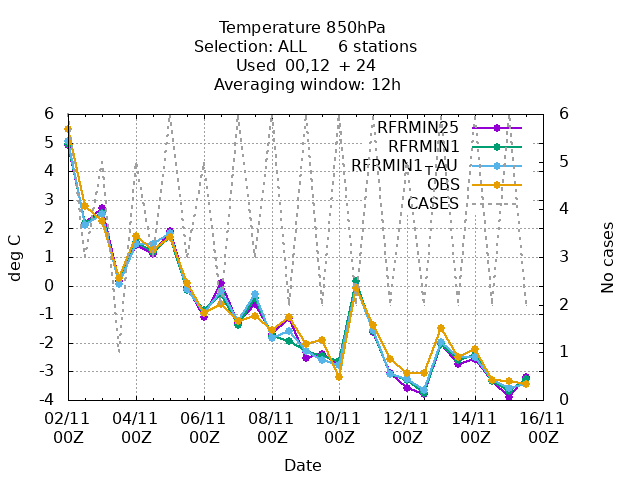 Temperature 850hPa
Selection: ALL 6 stations
Used 00,12 + 24
Averaging window: 12h
RFRMIN25
RFRMIN1
RFRMIN1TAU
OBS
CASES
6
5
4
3
2
1
0
-1
-2
-3
-4
deg C
6
5
4
3
2
1
0
No cases
02/11 04/11 06/11 08/11 10/11 12/11 14/11 16/11
00Z 00Z 00Z 00Z 00Z 00Z 00Z 00Z
Date